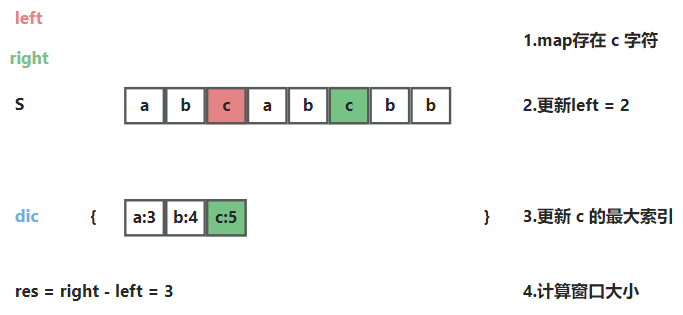 left
right
1.map存在 c 字符
S a b c a b c b b
2.更新left = 2
dic { a:3 b:4 c:5 }
3.更新 c 的最大索引
res = right - left = 3
4.计算窗口大小